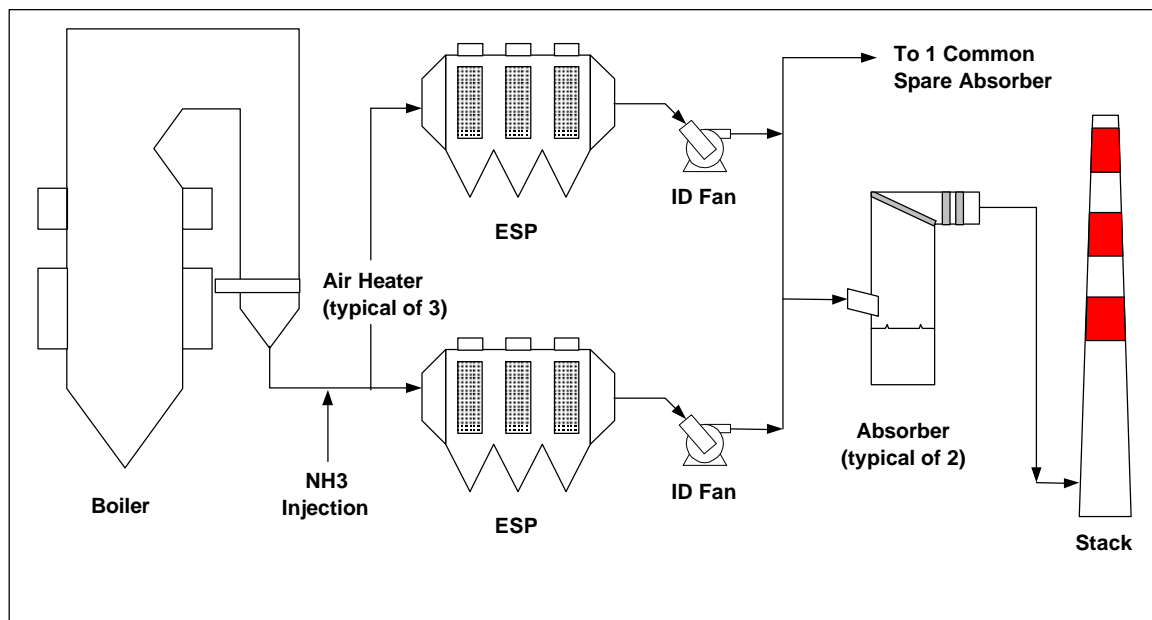 To 1 Common
Spare Absorber
ID Fan
ESP
Air Heater
(typical of 3)
Absorber
(typical of 2)
NH3
Injection
Boiler
ID Fan
ESP
Stack